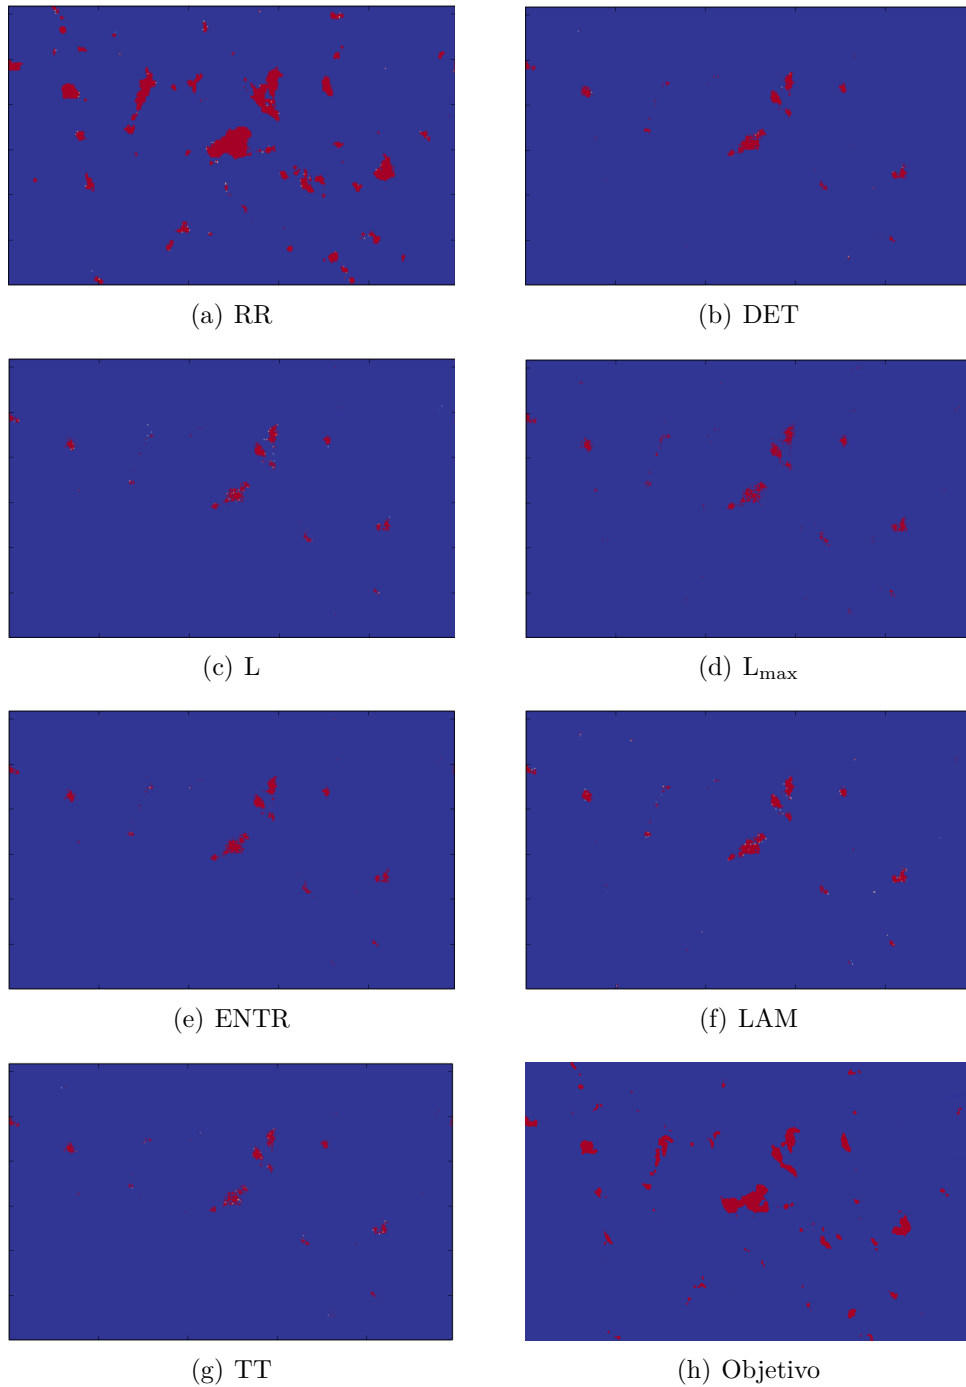 (a) RR
(b) DET
(c) L
(d) Lmax
(e) ENTR
(f) LAM
(g) TT
(h) Objetivo